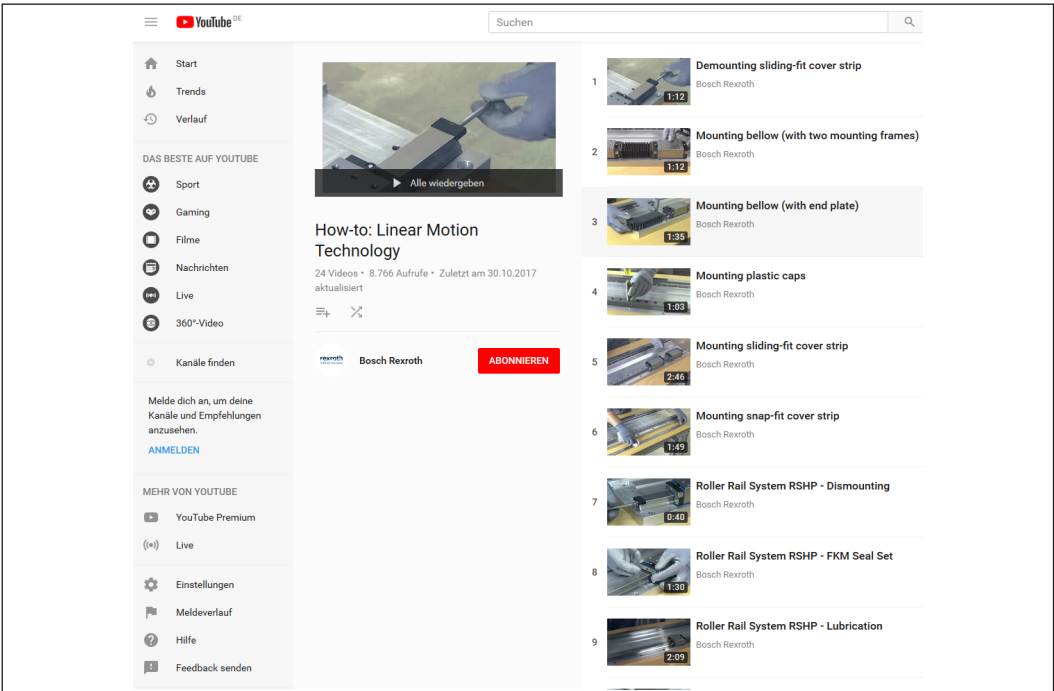 YouTube DE
Suchen
Start
Trends
Verlauf
DAS BESTE AUF YOUTUBE
Sport
Gaming
Filme
Nachrichten
Live
360°-Video
Kanäle finden
Melde dich an, um deine
Kanäle und Empfehlungen
anzusehen.
ANMELDEN
MEHR VON YOUTUBE
YouTube Premium
Live
Einstellungen
Meldeverlauf
Hilfe
Feedback senden
Alle wiedergeben
How-to: Linear Motion
Technology
24 Videos • 8.766 Aufrufe • Zuletzt am 30.10.2017
aktualisiert
rexroth
Bosch Rexroth
ABONNIEREN
1
Demounting sliding-fit cover strip
Bosch Rexroth
1:12
2
Mounting bellow (with two mounting frames)
Bosch Rexroth
1:12
3
Mounting bellow (with end plate)
Bosch Rexroth
1:35
4
Mounting plastic caps
Bosch Rexroth
1:03
5
Mounting sliding-fit cover strip
Bosch Rexroth
2:46
6
Mounting snap-fit cover strip
Bosch Rexroth
1:49
7
Roller Rail System RSHP - Dismounting
Bosch Rexroth
0:40
8
Roller Rail System RSHP - FKM Seal Set
Bosch Rexroth
1:30
9
Roller Rail System RSHP - Lubrication
Bosch Rexroth
2:09